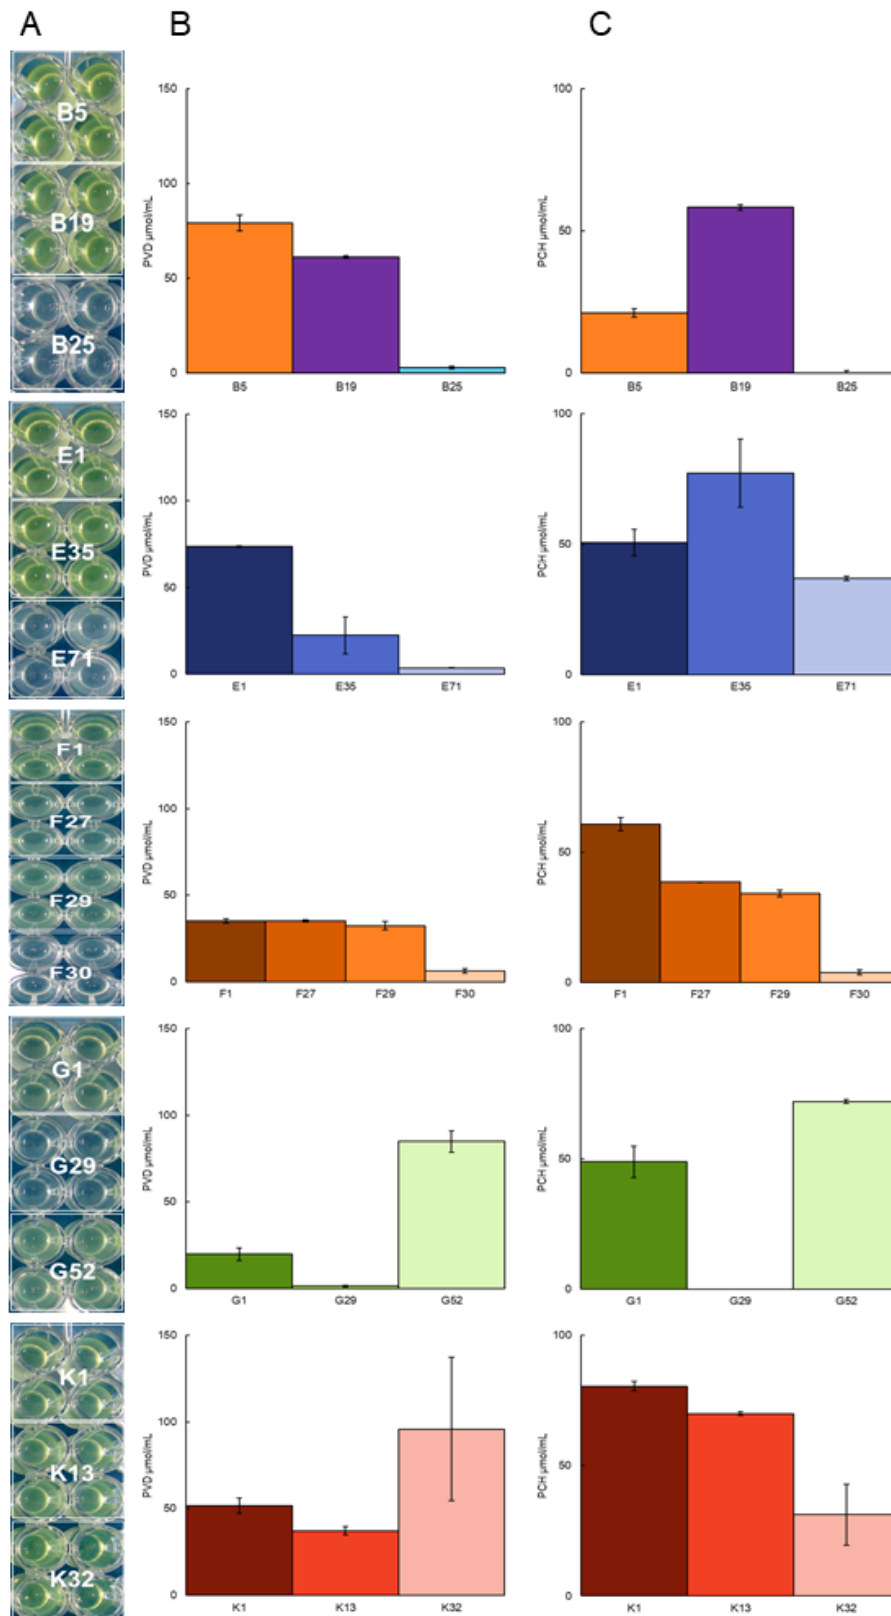 A
B
C
B5
B19
B25
150
100
50
0
PVD µmol/mL
B5 B19 B25
100
50
0
PCH µmol/mL
B5 B19 B25
E1
E35
E71
150
100
50
0
PVD µmol/mL
E1 E35 E71
100
50
0
PCH µmol/mL
E1 E35 E71
F1
F27
F29
F30
150
100
50
0
PVD µmol/mL
F1 F27 F29 F30
100
50
0
PCH µmol/mL
F1 F27 F29 F30
G1
G29
G52
150
100
50
0
PVD µmol/mL
G1 G29 G52
100
50
0
PCH µmol/mL
G1 G29 G52
K1
K13
K32
150
100
50
0
PVD µmol/mL
K1 K13 K32
100
50
0
PCH µmol/mL
K1 K13 K32